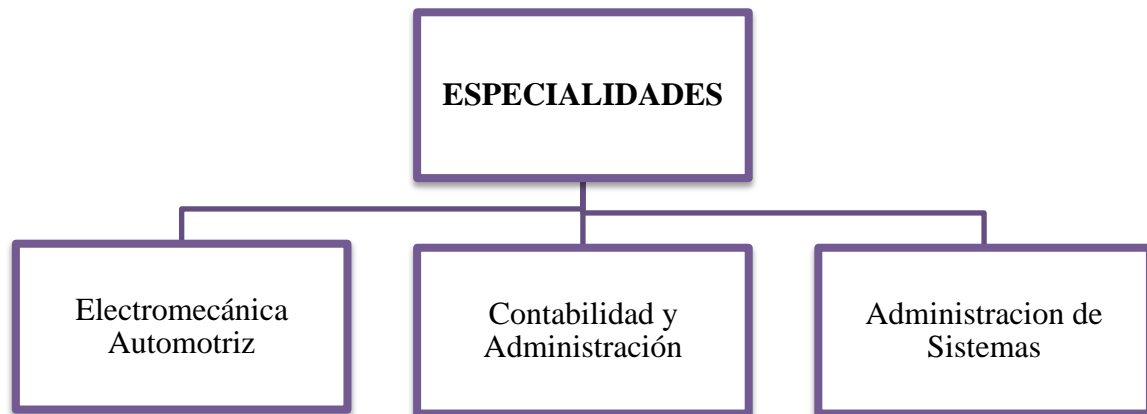 ESPECIALIDADES
Electromecánica
Automotriz
Contabilidad y
Administración
Administracion de
Sistemas